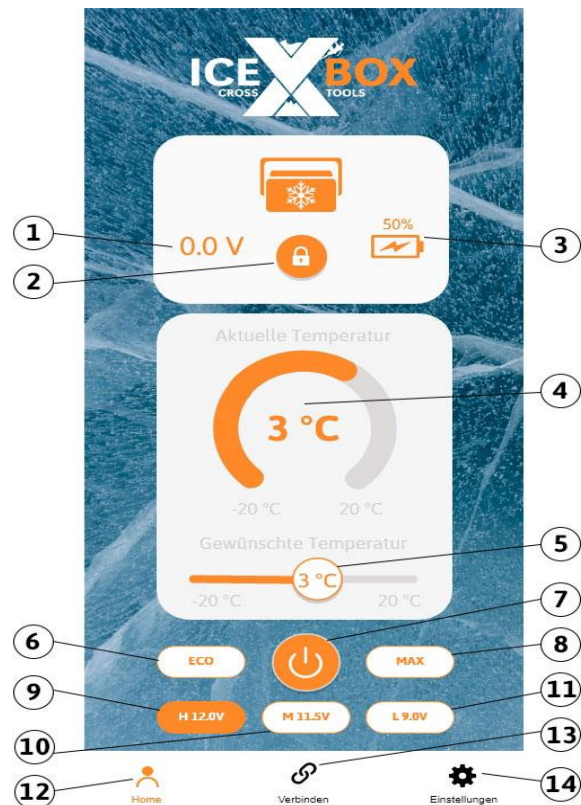 ICE X BOX
CROSS TOOLS
50%
1
0.0 V
3
2
Aktuelle Temperatur
4
3 °C
-20 °C 20 °C
Gewünschte Temperatur
5
3 °C
-20 °C 20 °C
7
6
ECO
MAX
8
9
H 12.0V
M 11.5V
L 9.0V
11
10
13
12
14
Home
Verbinden
Einstellungen